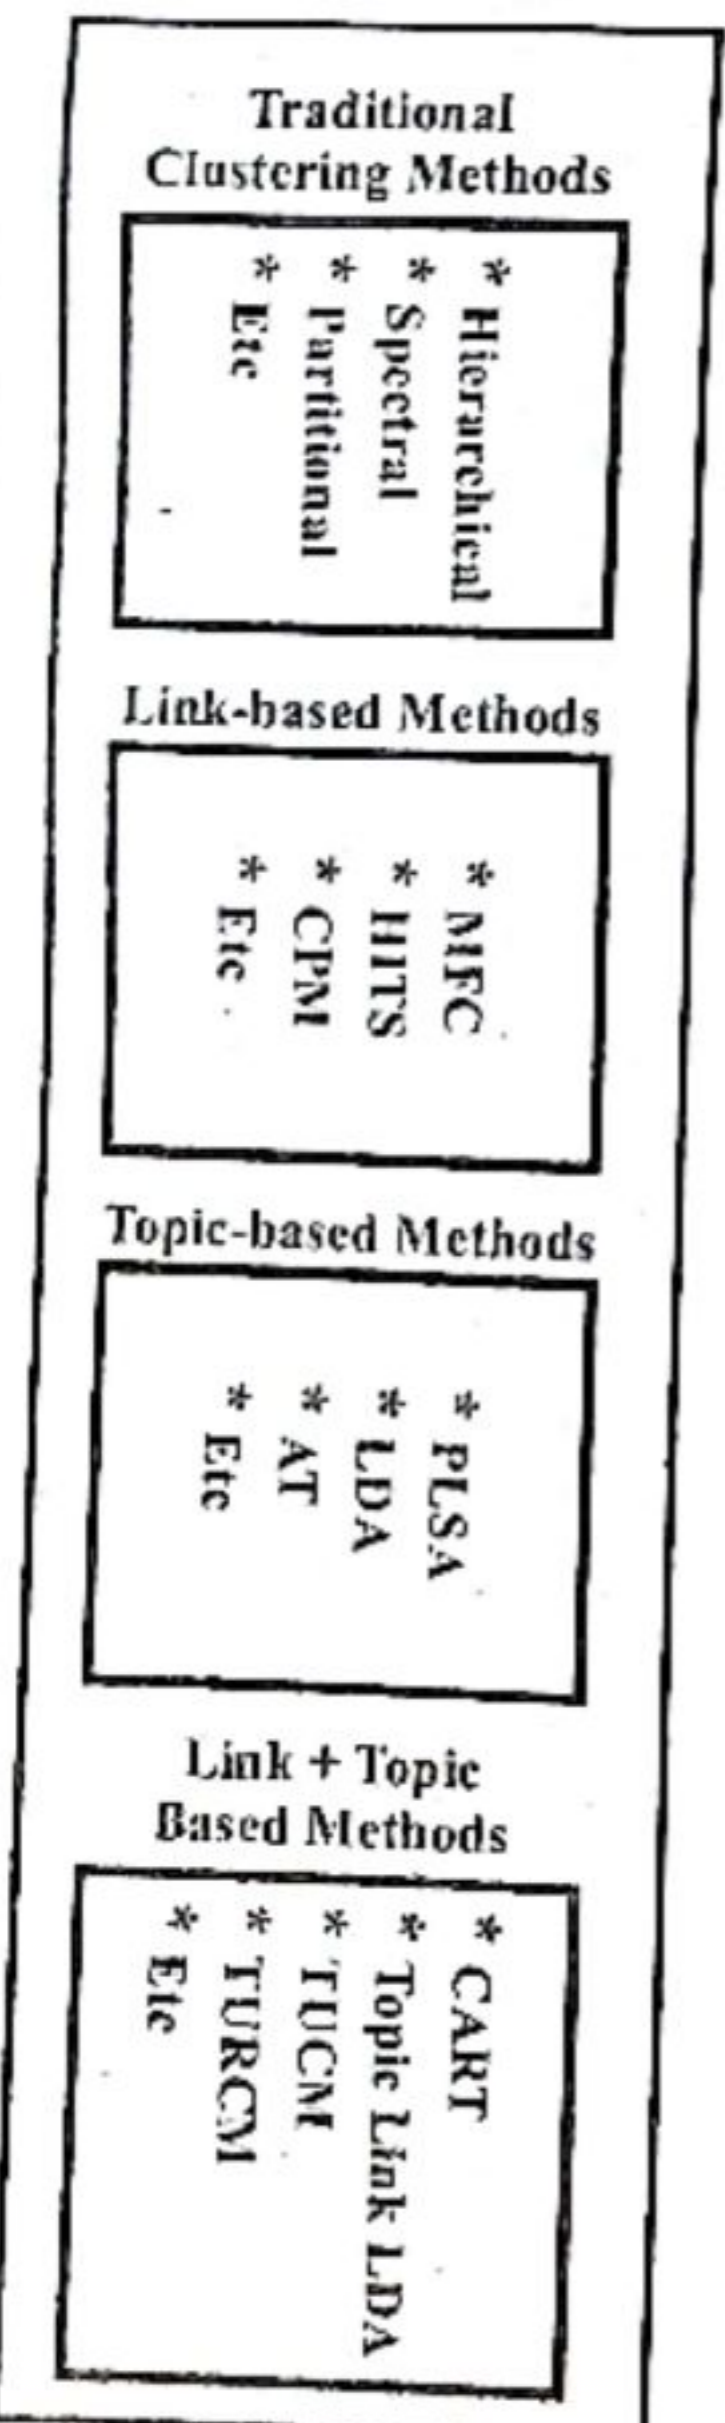 Traditional
Clustering Methods
* Hierarchical
* Spectral
* Partitional
* Etc
Link-based Methods
* MFC
* HITS
* CPM
* Etc
Topic-based Methods
* PLSA
* LDA
* AT
* Etc
Link + Topic
Based Methods
* CART
* Topic Link LDA
* TUCM
* TURCM
* Etc